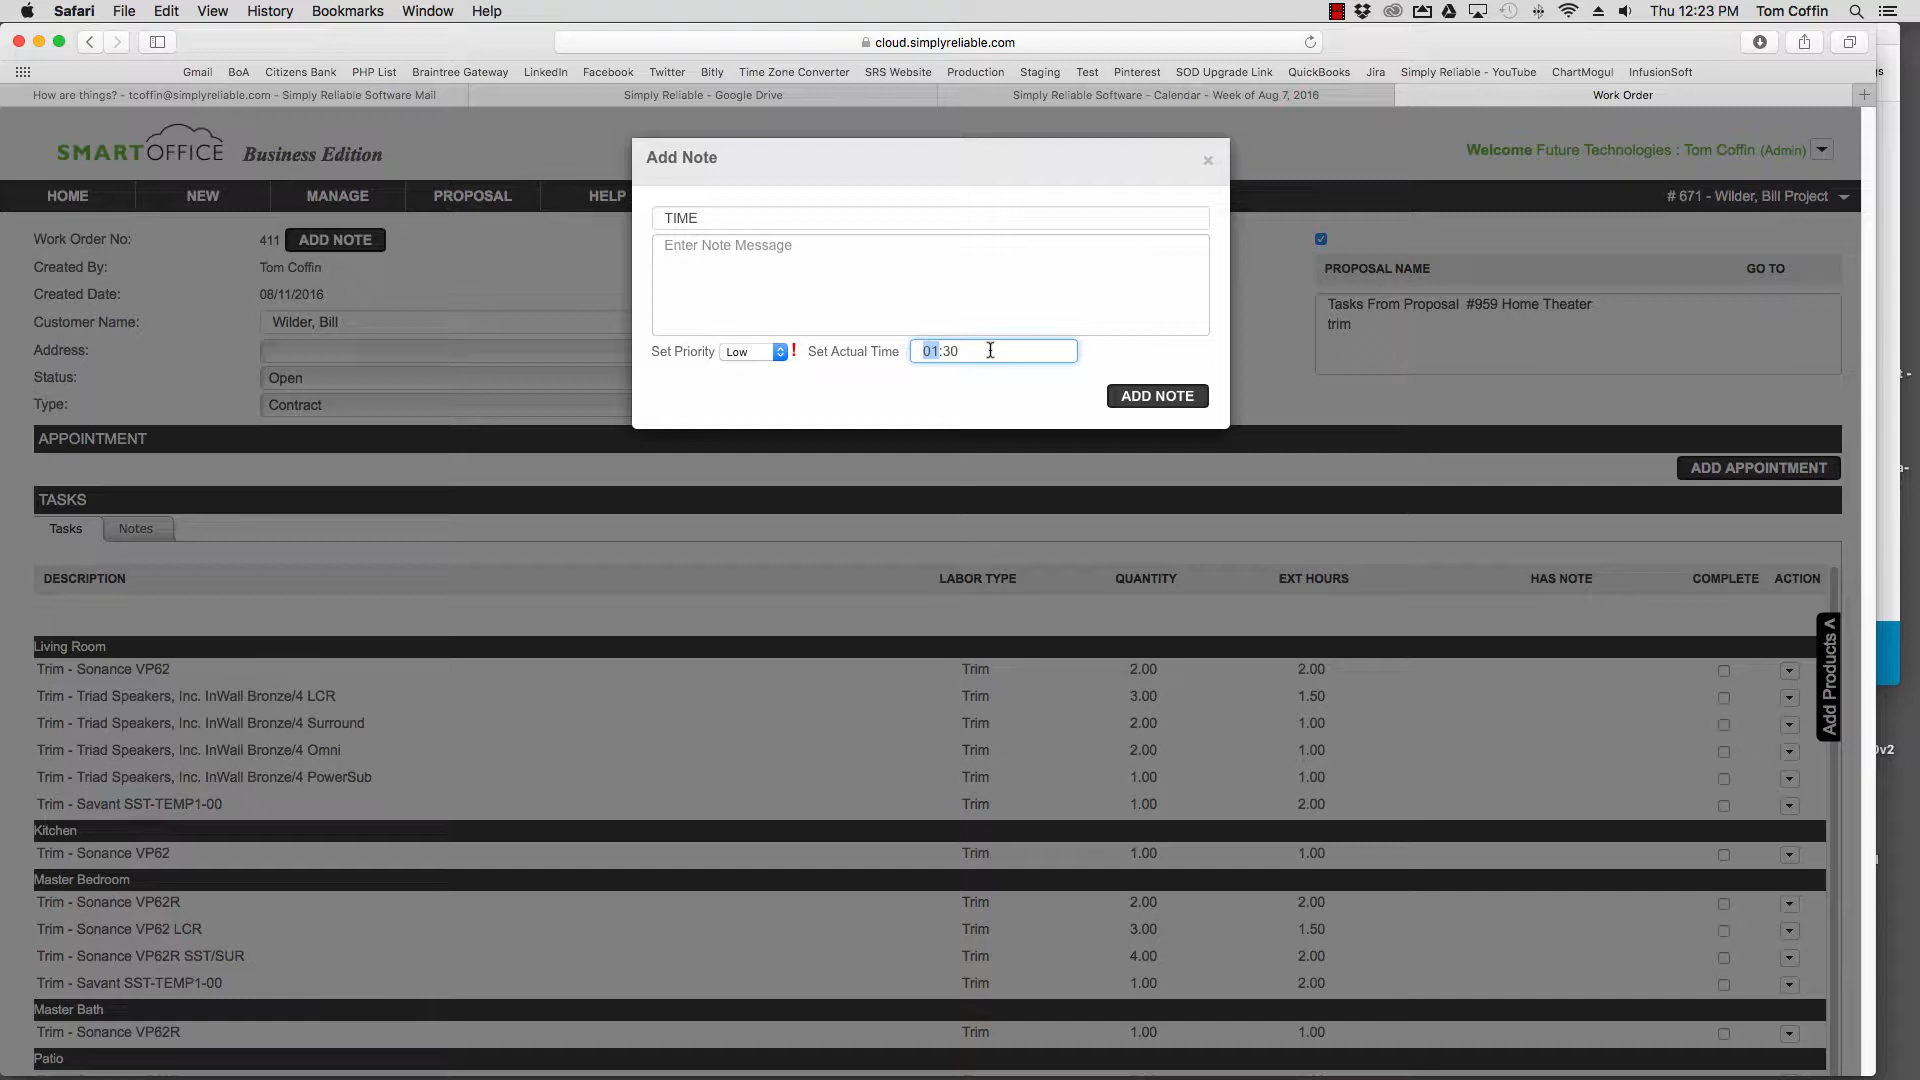 Safari File Edit View History Bookmarks Window Help Thu 12:23 PM Tom Coffin
cloud.simplyreliable.com
Gmail BoA Citizens Bank PHP List Braintree Gateway LinkedIn Facebook Twitter Bitly Time Zone Converter SRS Website Production Staging Test Pinterest SOD Upgrade Link QuickBooks Jira Simply Reliable - YouTube ChartMogul InfusionSoft
How are things? - tcoffin@simplyreliable.com - Simply Reliable Software Mail Simply Reliable - Google Drive Simply Reliable Software - Calendar - Week of Aug 7, 2016 Work Order
SMARTOFFICE Business Edition
Welcome Future Technologies : Tom Coffin (Admin)
HOME NEW MANAGE PROPOSAL HELP # 671 - Wilder, Bill Project
Add Note ×
TIME
Enter Note Message
Set Priority Low ! Set Actual Time 01:30
ADD NOTE
Work Order No: 411 ADD NOTE
Created By: Tom Coffin
Created Date: 08/11/2016
Customer Name: Wilder, Bill
Address:
Status: Open
Type: Contract
PROPOSAL NAME GO TO
Tasks From Proposal #959 Home Theater
trim
APPOINTMENT
ADD APPOINTMENT
TASKS
Tasks Notes
DESCRIPTION LABOR TYPE QUANTITY EXT HOURS HAS NOTE COMPLETE ACTION
Living Room
Trim - Sonance VP62 Trim 2.00 2.00
Trim - Triad Speakers, Inc. InWall Bronze/4 LCR Trim 3.00 1.50
Trim - Triad Speakers, Inc. InWall Bronze/4 Surround Trim 2.00 1.00
Trim - Triad Speakers, Inc. InWall Bronze/4 Omni Trim 2.00 1.00
Trim - Triad Speakers, Inc. InWall Bronze/4 PowerSub Trim 1.00 1.00
Trim - Savant SST-TEMP1-00 Trim 1.00 2.00
Kitchen
Trim - Sonance VP62 Trim 1.00 1.00
Master Bedroom
Trim - Sonance VP62R Trim 2.00 2.00
Trim - Sonance VP62 LCR Trim 3.00 1.50
Trim - Sonance VP62R SST/SUR Trim 4.00 2.00
Trim - Savant SST-TEMP1-00 Trim 1.00 2.00
Master Bath
Trim - Sonance VP62R Trim 1.00 1.00
Patio
Add Products <
0v2